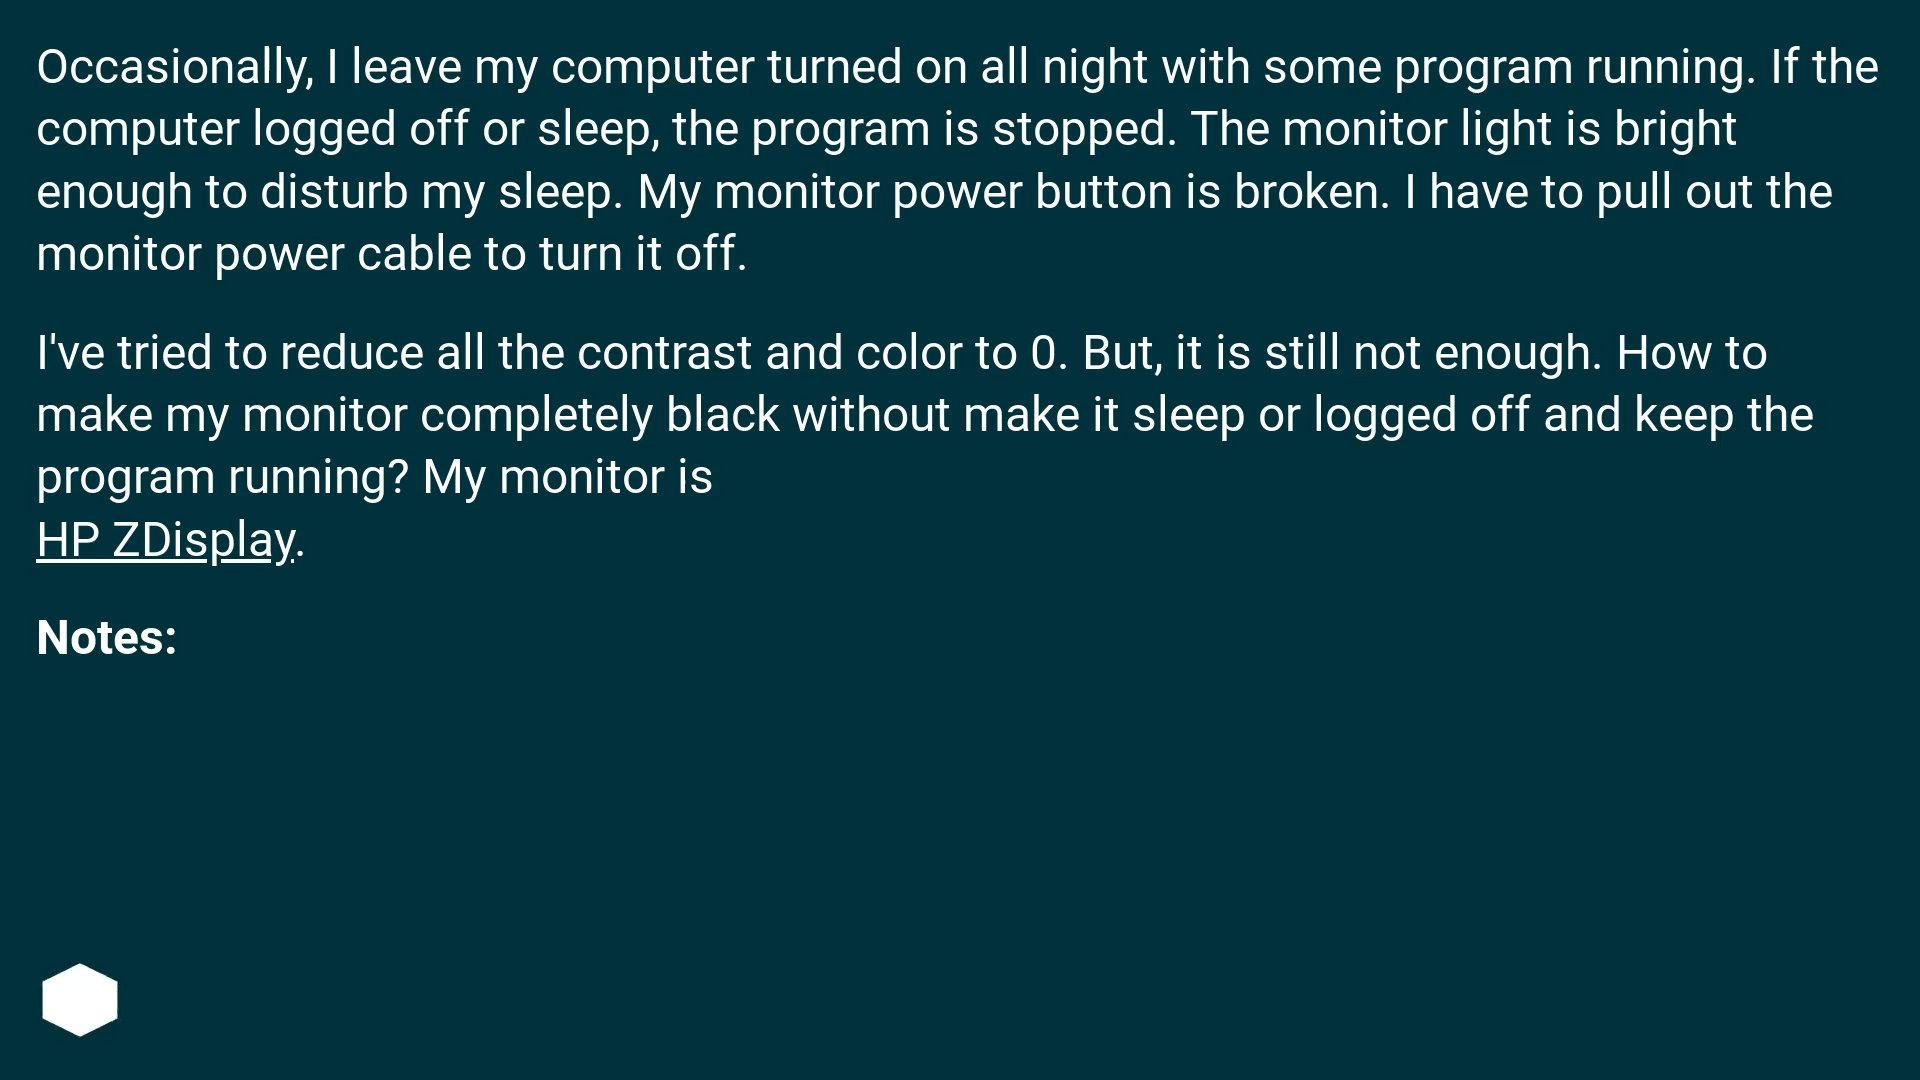 Occasionally, I leave my computer turned on all night with some program running. If the
computer logged off or sleep, the program is stopped. The monitor light is bright
enough to disturb my sleep. My monitor power button is broken. I have to pull out the
monitor power cable to turn it off.
I've tried to reduce all the contrast and color to 0. But, it is still not enough. How to
make my monitor completely black without make it sleep or logged off and keep the
program running? My monitor is
HP ZDisplay.
Notes: